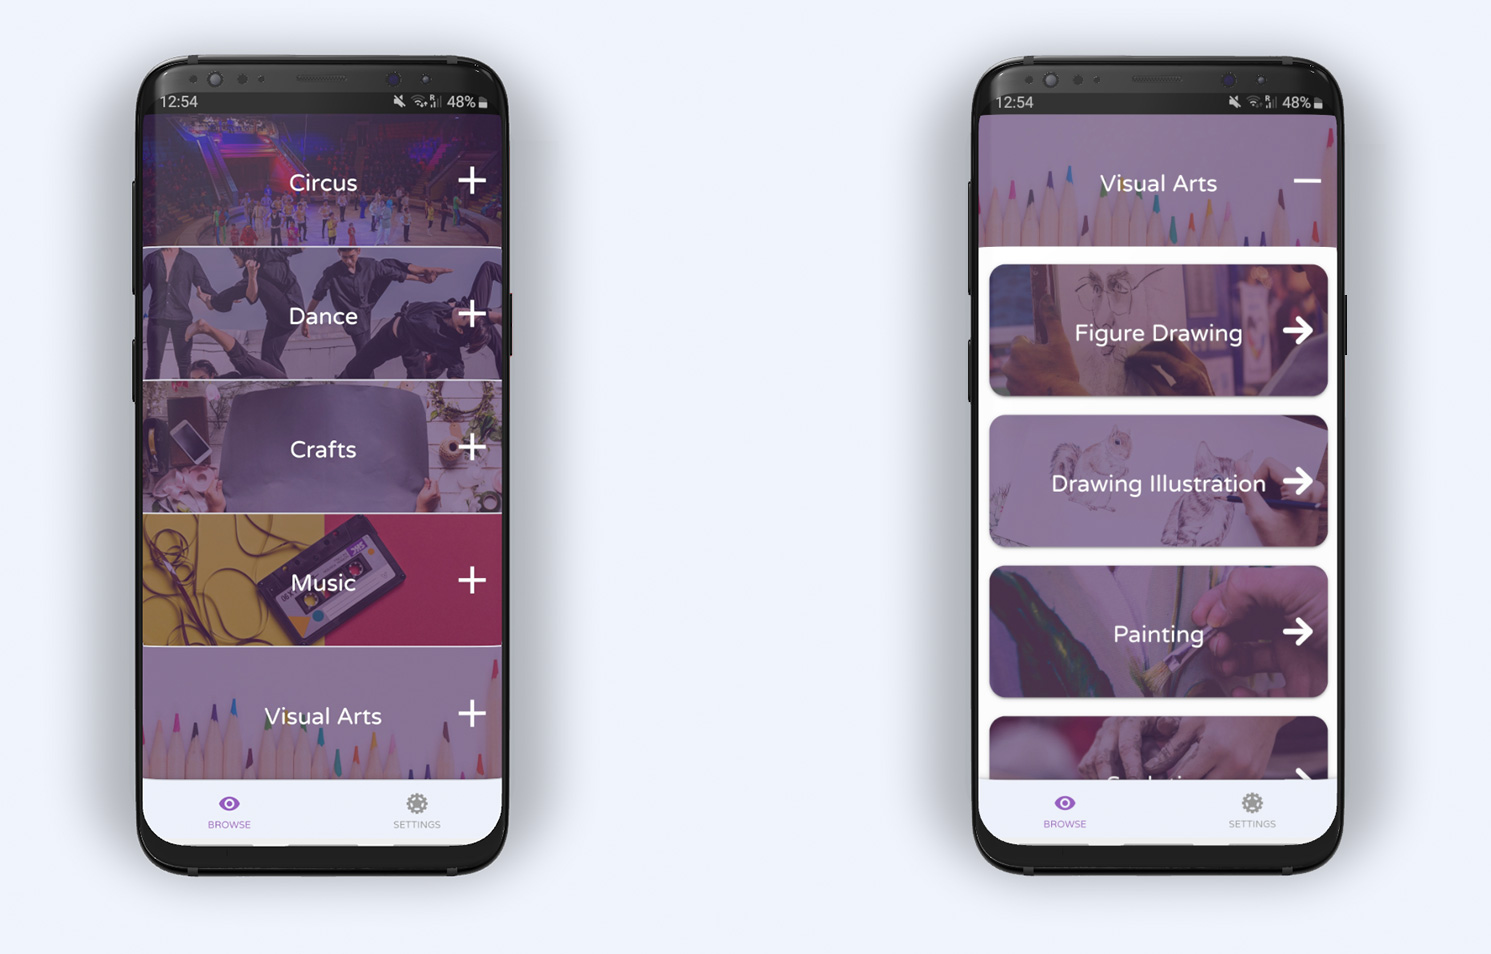 12:54
48%
Circus
Dance
Crafts
Music
Visual Arts
BROWSE
SETTINGS
12:54
48%
Visual Arts
Figure Drawing
Drawing Illustration
Painting
BROWSE
SETTINGS